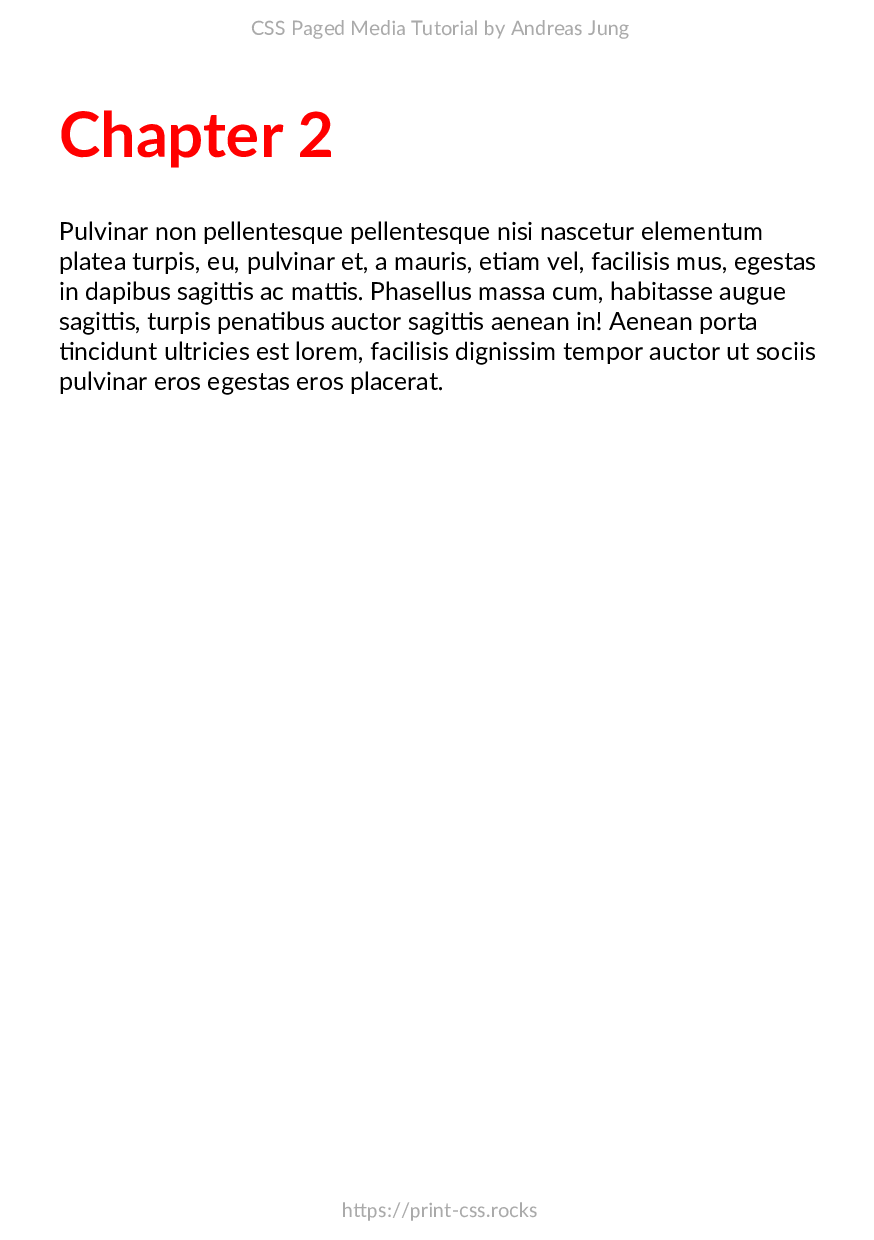 CSS Paged Media Tutorial by Andreas Jung
Chapter 2
Pulvinar non pellentesque pellentesque nisi nascetur elementum
platea turpis, eu, pulvinar et, a mauris, etiam vel, facilisis mus, egestas
in dapibus sagittis ac mattis. Phasellus massa cum, habitasse augue
sagittis, turpis penatibus auctor sagittis aenean in! Aenean porta
tincidunt ultricies est lorem, facilisis dignissim tempor auctor ut sociis
pulvinar eros egestas eros placerat.
https://print-css.rocks